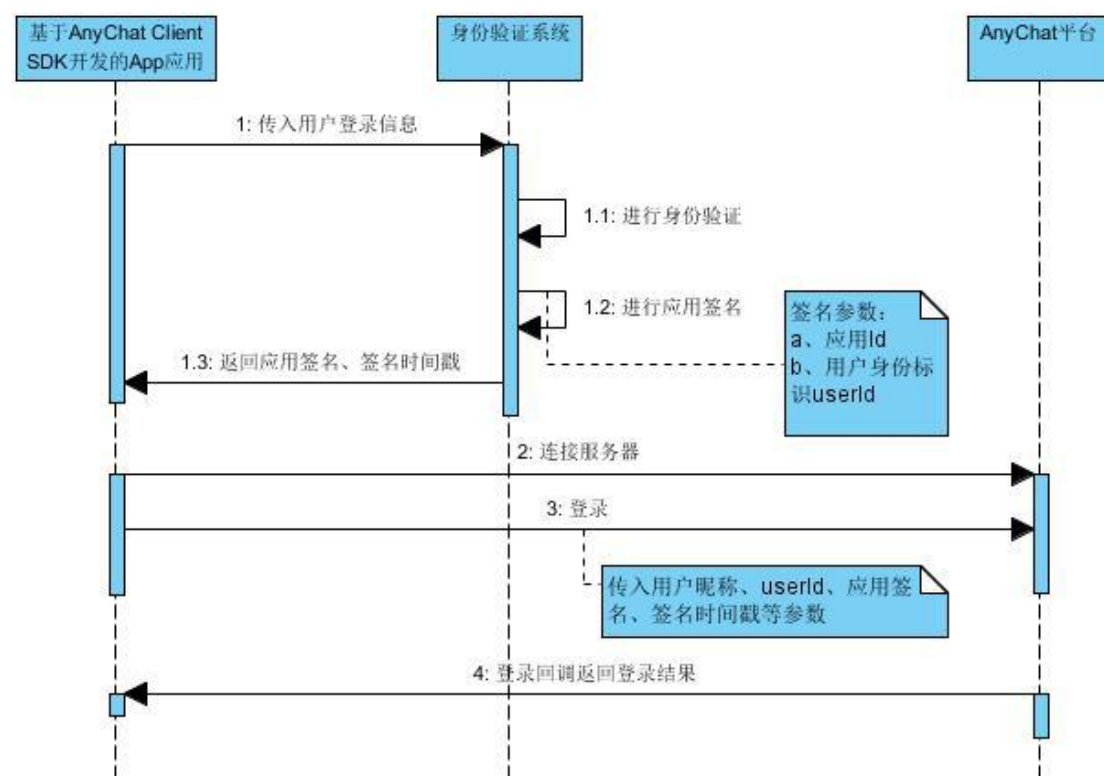 基于AnyChat Client
SDK开发的App应用
身份验证系统
AnyChat平台
1: 传入用户登录信息
1.1: 进行身份验证
1.2: 进行应用签名
签名参数：
a、应用Id
b、用户身份标
识userId
1.3: 返回应用签名、签名时间戳
2: 连接服务器
3: 登录
传入用户昵称、userId、应用签
名、签名时间戳等参数
4: 登录回调返回登录结果